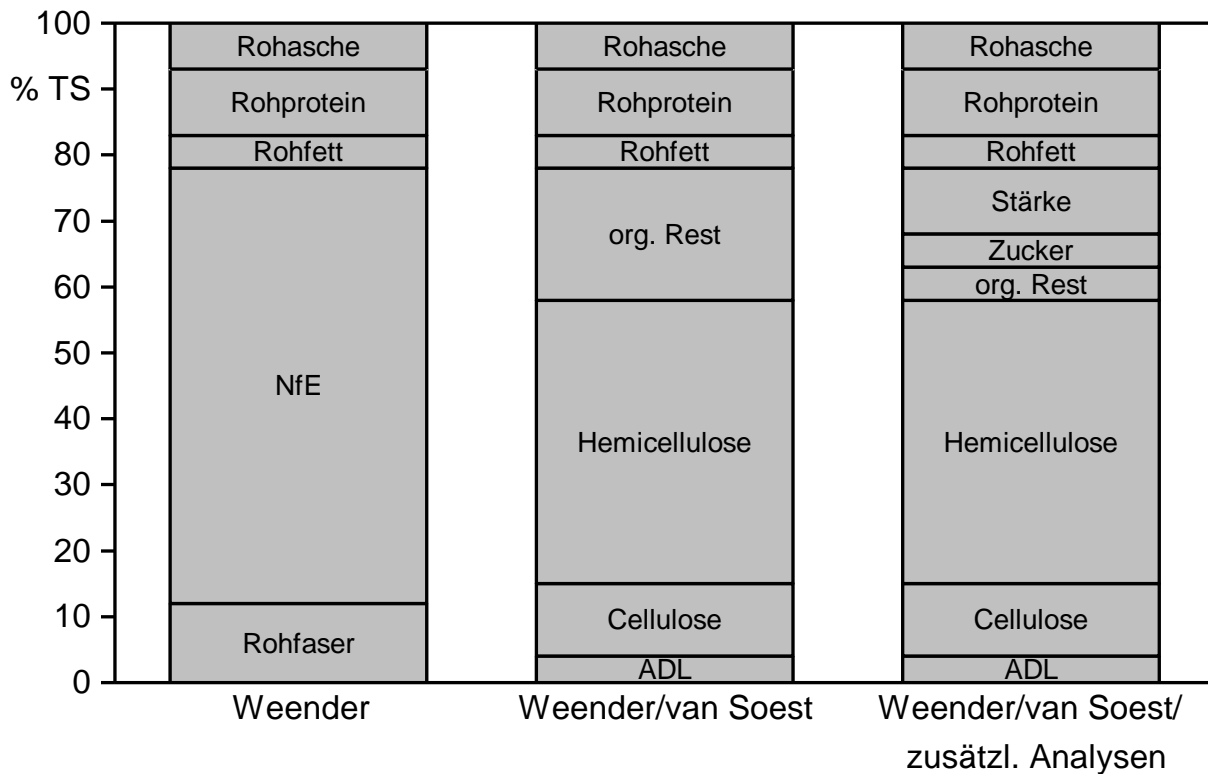 100
% TS
80
70
60
50
40
30
20
10
0
Rohasche
Rohprotein
Rohfett
NfE
Rohfaser
Weender
Rohasche
Rohprotein
Rohfett
org. Rest
Hemicellulose
Cellulose
ADL
Weender/van Soest
Rohasche
Rohprotein
Rohfett
Stärke
Zucker
org. Rest
Hemicellulose
Cellulose
ADL
Weender/van Soest/
zusätzl. Analysen